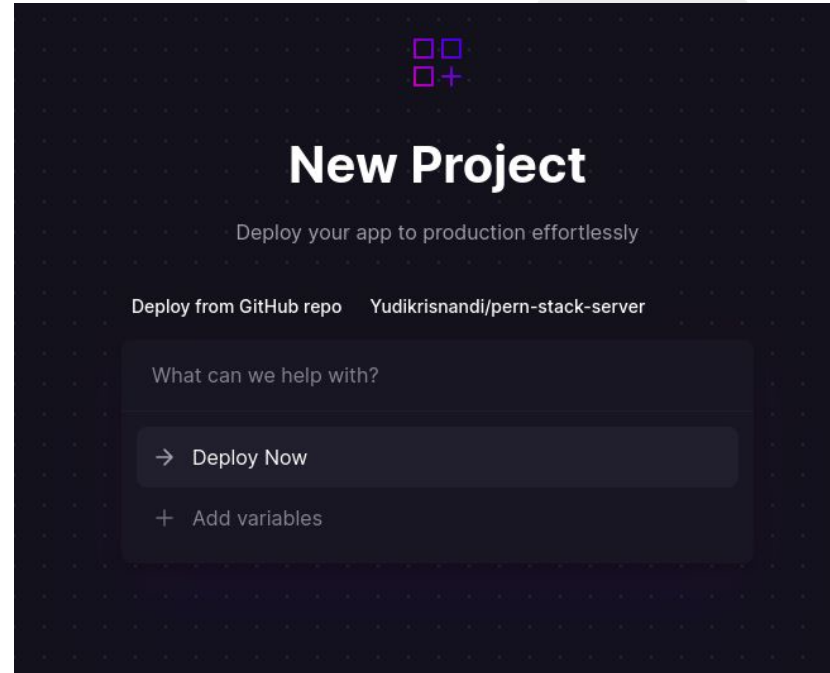 New Project
Deploy your app to production effortlessly
Deploy from GitHub repo Yudikrisnandi/pern-stack-server
What can we help with?
Deploy Now
Add variables